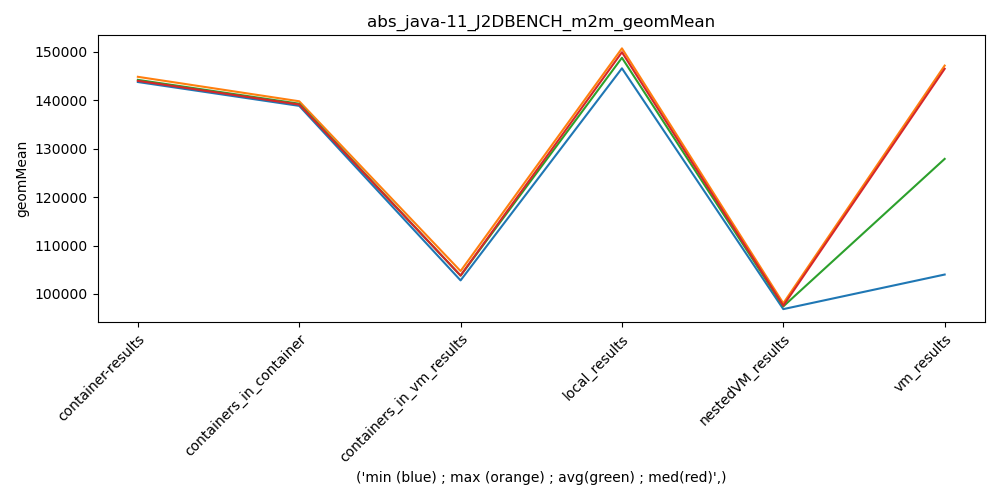 abs_java-11_J2DBENCH_m2m_geomMean
geomMean
150000
140000
130000
120000
110000
100000
container-results
containers_in_container
containers_in_vm_results
local_results
nestedVM_results
vm_results
('min (blue) ; max (orange) ; avg(green) ; med(red)',)